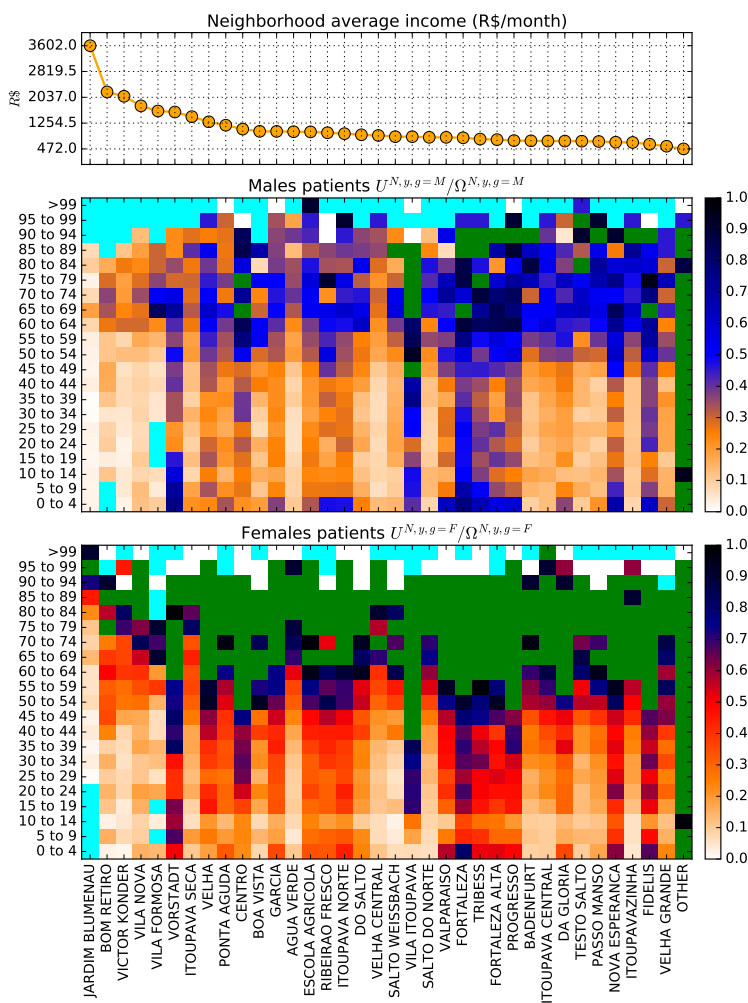 Neighborhood average income (R$/month)
R$
3602.0
2819.5
2037.0
1254.5
472.0
Males patients U^{N,y,g=M}/Ω^{N,y,g=M}
>99
95 to 99
90 to 94
85 to 89
80 to 84
75 to 79
70 to 74
65 to 69
60 to 64
55 to 59
50 to 54
45 to 49
40 to 44
35 to 39
30 to 34
25 to 29
20 to 24
15 to 19
10 to 14
5 to 9
0 to 4
1.0
0.9
0.8
0.7
0.6
0.5
0.4
0.3
0.2
0.1
0.0
Females patients U^{N,y,g=F}/Ω^{N,y,g=F}
>99
95 to 99
90 to 94
85 to 89
80 to 84
75 to 79
70 to 74
65 to 69
60 to 64
55 to 59
50 to 54
45 to 49
40 to 44
35 to 39
30 to 34
25 to 29
20 to 24
15 to 19
10 to 14
5 to 9
0 to 4
1.0
0.9
0.8
0.7
0.6
0.5
0.4
0.3
0.2
0.1
0.0
JARDIM BLUMENAU
BOM RETIRO
VICTOR KONDER
VILA NOVA
VILA FORMOSA
VORSTADT
ITOUPAVA SECA
VELHA
PONTA AGUDA
CENTRO
BOA VISTA
GARCIA
AGUA VERDE
ESCOLA AGRICOLA
RIBEIRAO FRESCO
ITOUPAVA NORTE
DO SALTO
VELHA CENTRAL
SALTO WEISSBACH
VILA ITOUPAVA
SALTO DO NORTE
VALPARAISO
FORTALEZA
TRIBESS
FORTALEZA ALTA
PROGRESSO
BADENFURT
ITOUPAVA CENTRAL
DA GLORIA
TESTO SALTO
PASSO MANSO
NOVA ESPERANCA
ITOUPAVAZINHA
FIDELIS
VELHA GRANDE
OTHER